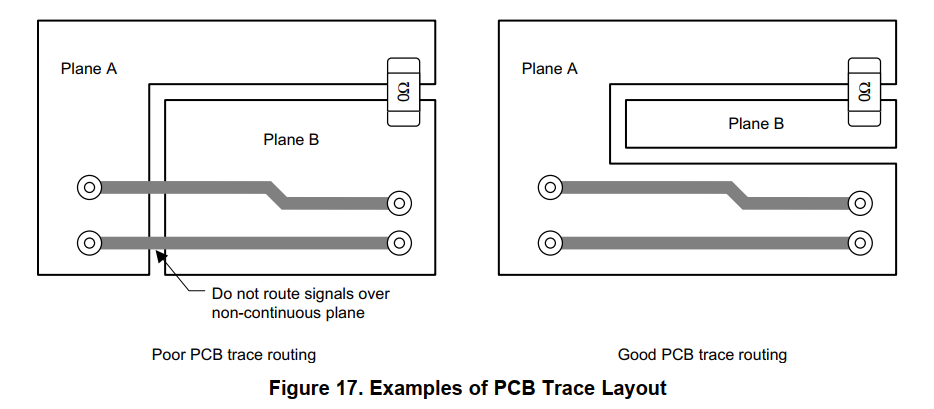 Plane A
0Ω
Plane B
Do not route signals over
non-continuous plane
Poor PCB trace routing
Plane A
0Ω
Plane B
Good PCB trace routing
Figure 17. Examples of PCB Trace Layout